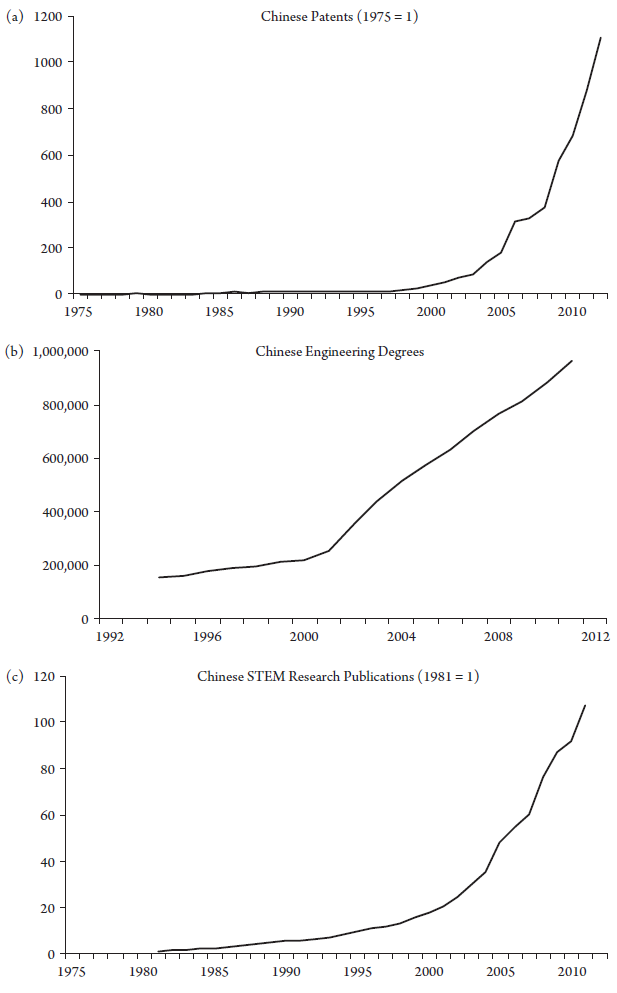 (a) 1200 Chinese Patents (1975 = 1)
1000
800
600
400
200
0
1975 1980 1985 1990 1995 2000 2005 2010
(b) 1,000,000 Chinese Engineering Degrees
800,000
600,000
400,000
200,000
0
1992 1996 2000 2004 2008 2012
(c) 120 Chinese STEM Research Publications (1981 = 1)
100
80
60
40
20
0
1975 1980 1985 1990 1995 2000 2005 2010